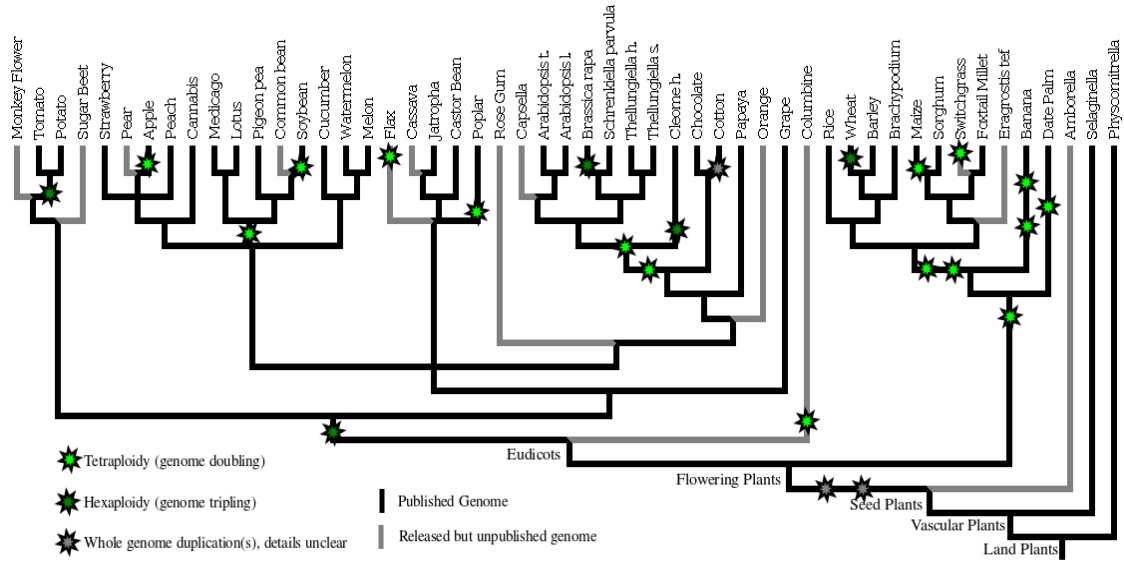 Monkey Flower
Tomato
Potato
Sugar Beet
Strawberry
Pear
Apple
Peach
Cannabis
Medicago
Lotus
Pigeon pea
Common bean
Soybean
Cucumber
Watermelon
Melon
Flax
Cassava
Jatropha
Castor Bean
Poplar
Rose Gum
Capsella
Arabidopsis t.
Arabidopsis l.
Brassica rapa
Schrenkiella parvula
Thellungiella h.
Thellungiella s.
Cleome h.
Chocolate
Cotton
Papaya
Orange
Grape
Columbine
Rice
Wheat
Barley
Brachypodium
Maize
Sorghum
Switchgrass
Foxtail Millet
Eragrostis tef
Banana
Date Palm
Amborella
Selaginella
Physcomitrella
Eudicots
Flowering Plants
Seed Plants
Vascular Plants
Land Plants
Tetraploidy (genome doubling)
Hexaploidy (genome tripling)
Whole genome duplication(s), details unclear
Published Genome
Released but unpublished genome